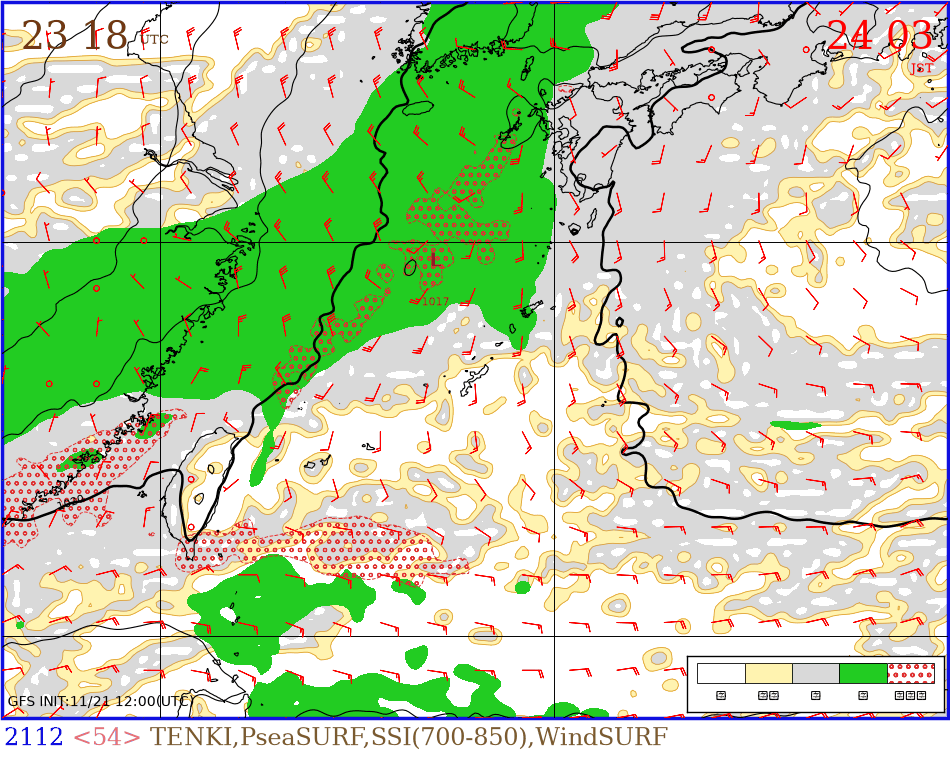 23 18 UTC
24 03 JST
L
1017
GFS INIT:11/21 12:00(UTC)
2112 <54> TENKI,PseaSURF,SSI(700-850),WindSURF